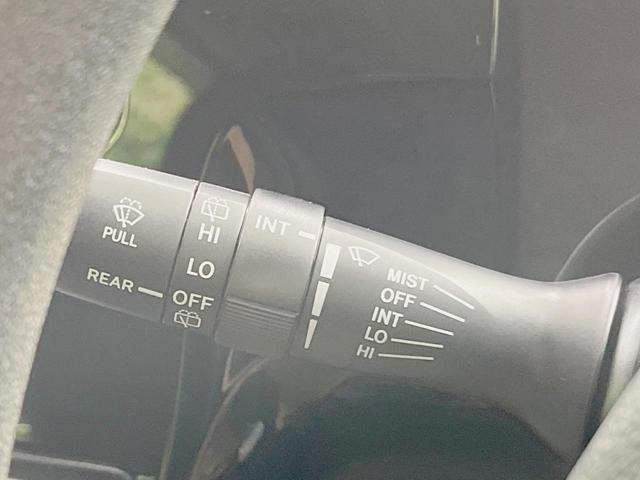 PULL
REAR
HI
LO
OFF
INT
MIST
OFF
INT
LO
HI